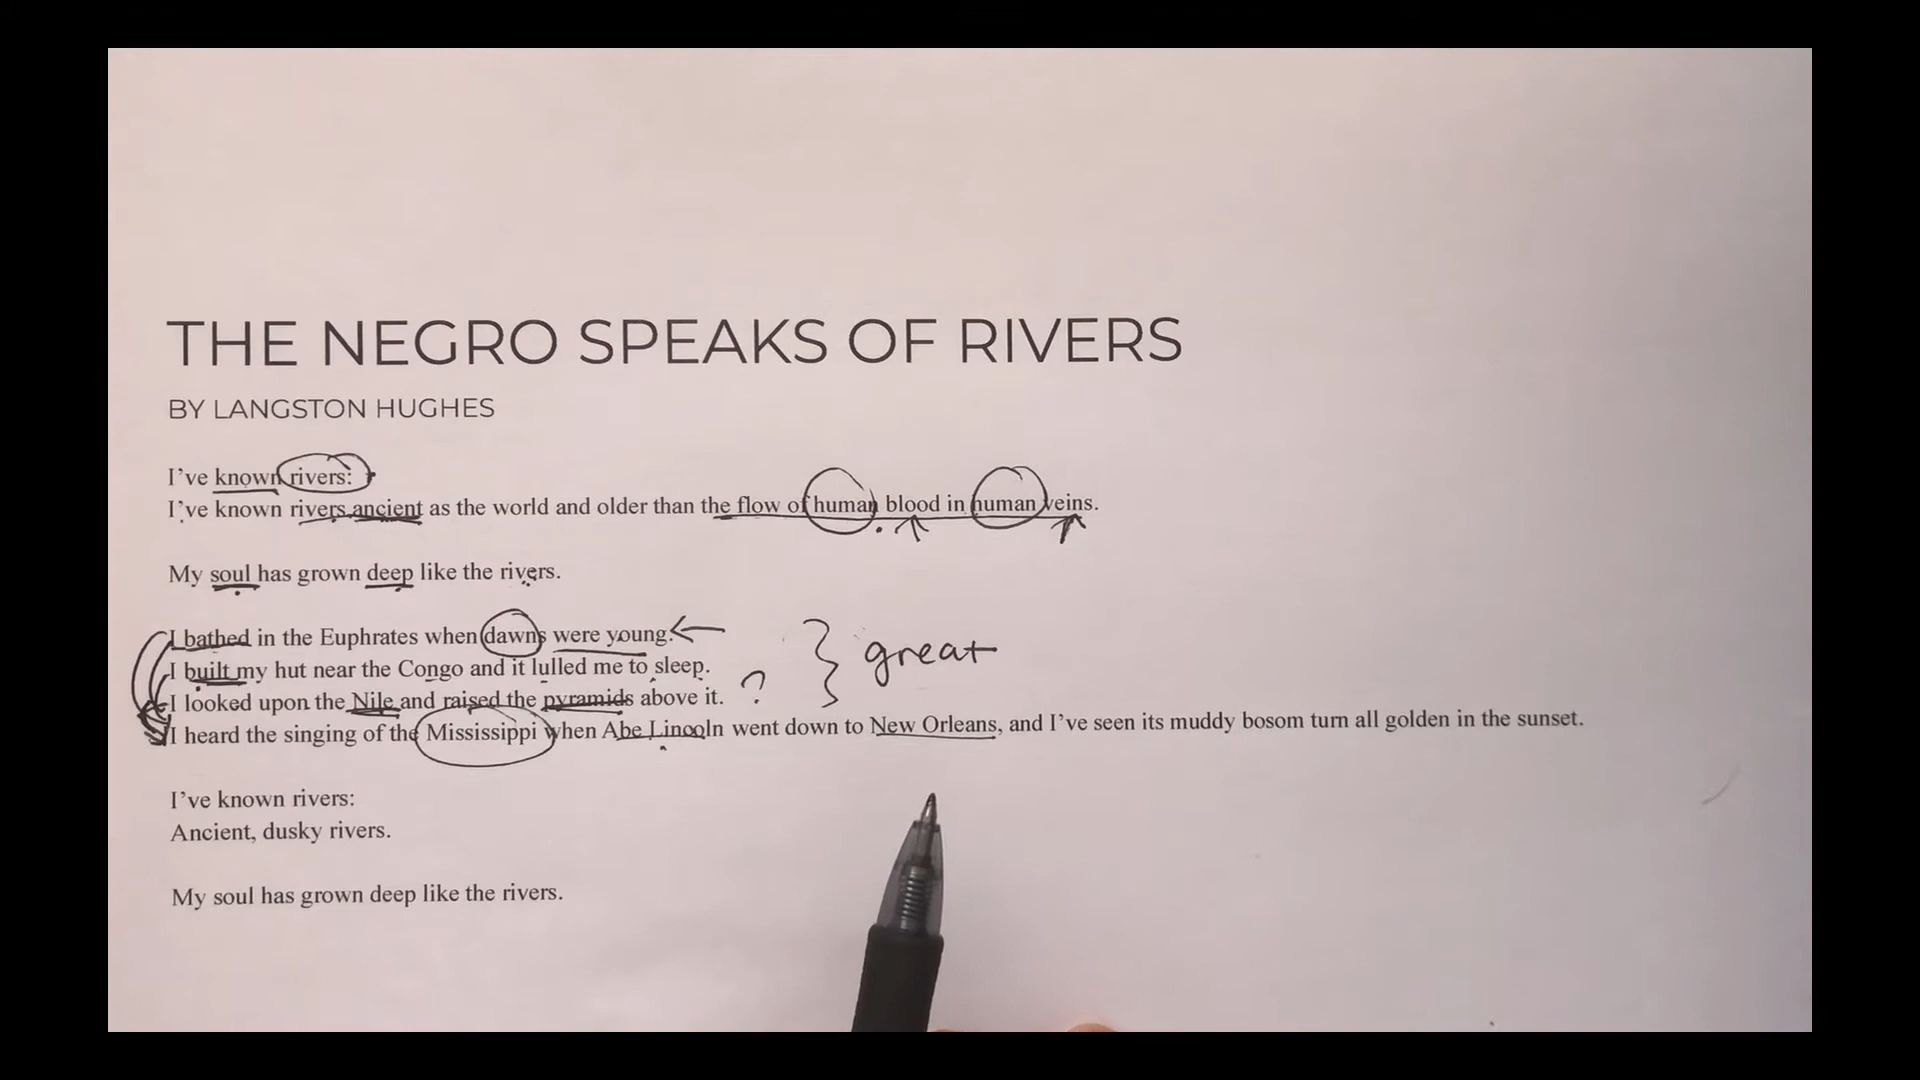 THE NEGRO SPEAKS OF RIVERS
BY LANGSTON HUGHES
I've known rivers:
I've known rivers ancient as the world and older than the flow of human blood in human veins.
My soul has grown deep like the rivers.
I bathed in the Euphrates when dawns were young.
I built my hut near the Congo and it lulled me to sleep.
I looked upon the Nile and raised the pyramids above it. ?
} great
I heard the singing of the Mississippi when Abe Lincoln went down to New Orleans, and I've seen its muddy bosom turn all golden in the sunset.
I've known rivers:
Ancient, dusky rivers.
My soul has grown deep like the rivers.